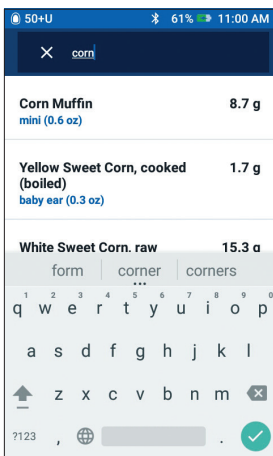 50+U 61% 11:00 AM
corn
Corn Muffin 8.7 g
mini (0.6 oz)
Yellow Sweet Corn, cooked 1.7 g
(boiled)
baby ear (0.3 oz)
White Sweet Corn, raw 15.3 g
form corner corners
1 2 3 4 5 6 7 8 9 0
q w e r t y u i o p
a s d f g h j k l
z x c v b n m
?123 , .